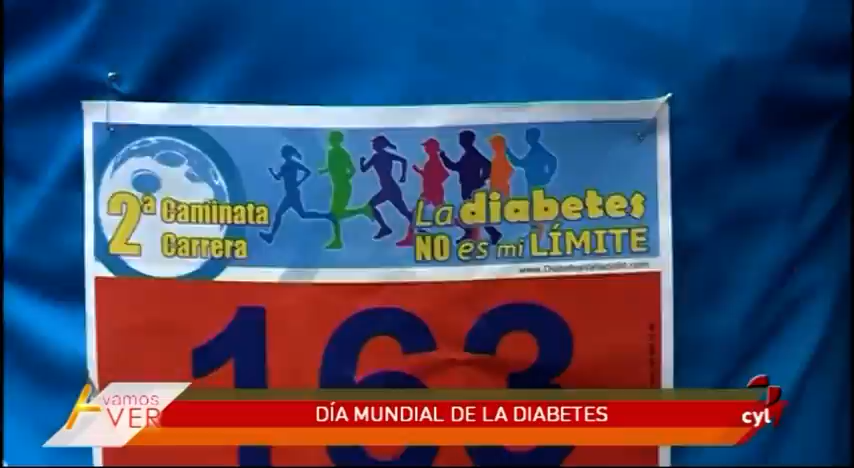 2ª Caminata
Carrera
La diabetes
NO es mi LÍMITE
163
vamos
A VER
DÍA MUNDIAL DE LA DIABETES
cyl